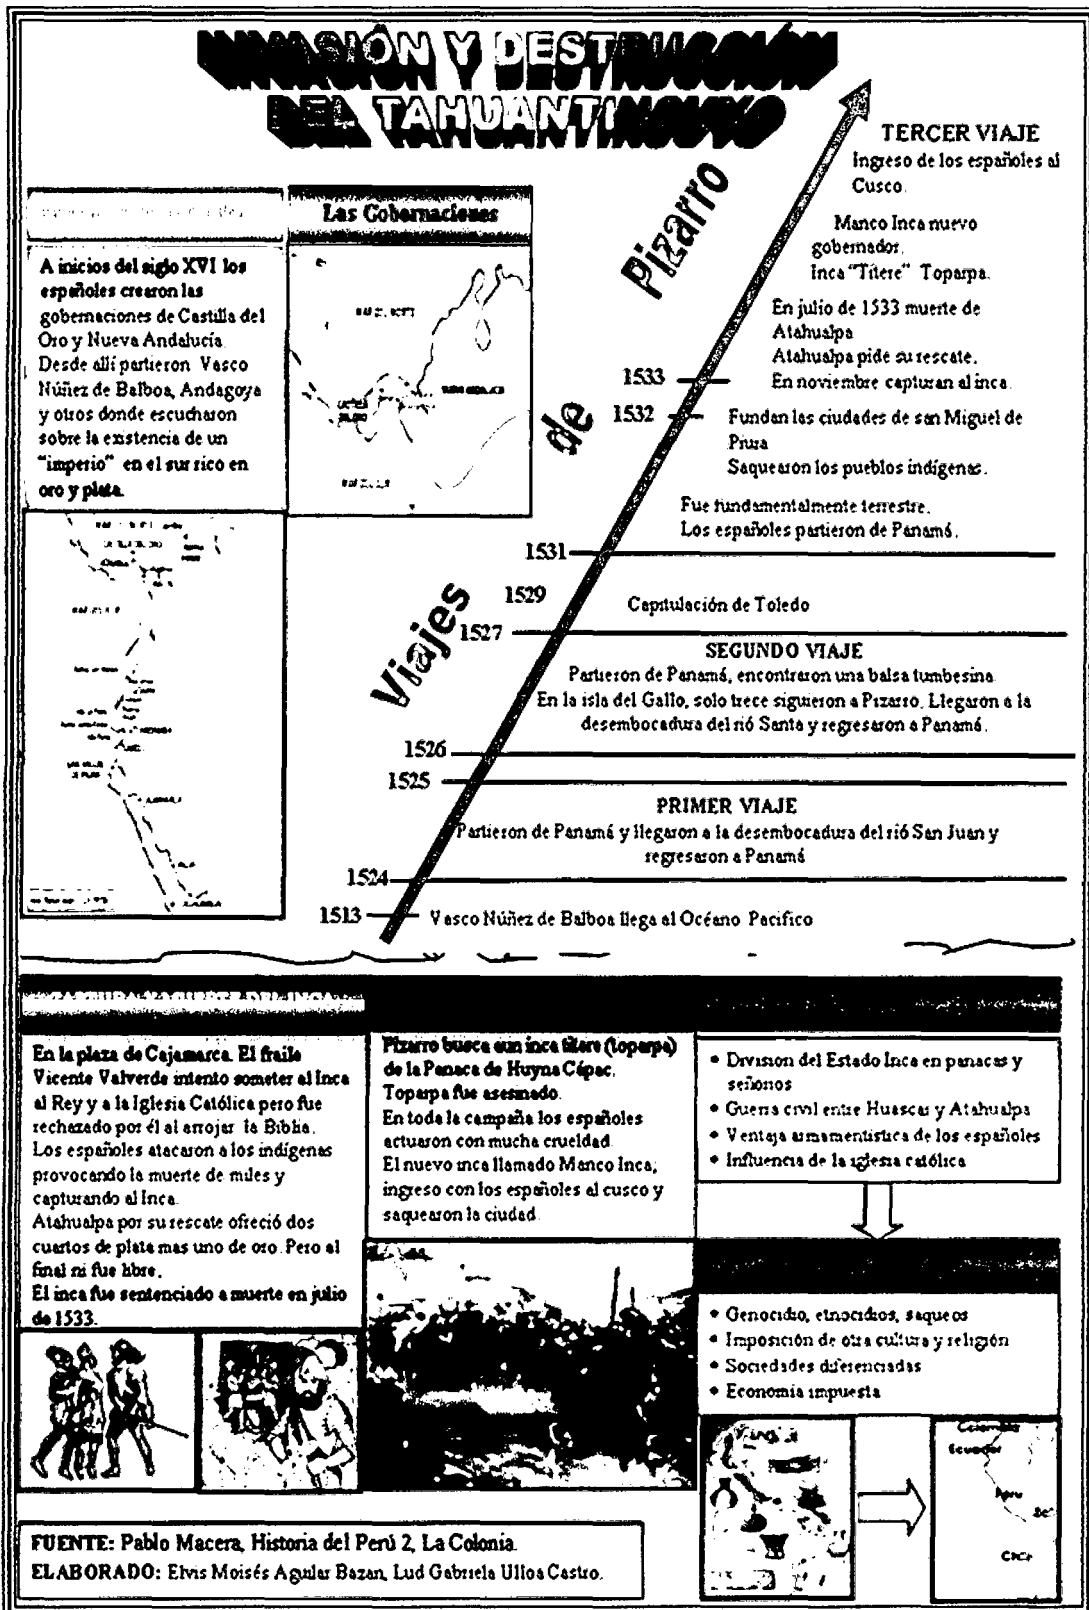 INVASIÓN Y DESTRUCCIÓN
DEL TAHUANTINSUYO
Las Gobernaciones
A inicios del siglo XVI los
españoles crearon las
gobernaciones de Castilla del
Oro y Nueva Andalucía.
Desde allí partieron Vasco
Núñez de Balboa, Andagoya
y otros donde escucharon
sobre la existencia de un
"imperio" en el sur rico en
oro y plata.
Viajes de Pizarro
TERCER VIAJE
Ingreso de los españoles al
Cusco.
Manco Inca nuevo
gobernador.
Inca "Títere" Toparpa.
En julio de 1533 muerte de
Atahualpa
Atahualpa pide su rescate.
1533
En noviembre capturan al inca.
1532
Fundan las ciudades de san Miguel de
Piura
Saquearon los pueblos indígenas.
Fue fundamentalmente terrestre.
Los españoles partieron de Panamá.
1531
1529
Capitulación de Toledo
1527
SEGUNDO VIAJE
Partieron de Panamá, encontraron una balsa tumbesina.
En la isla del Gallo, solo trece siguieron a Pizarro. Llegaron a la
desembocadura del rió Santa y regresaron a Panamá.
1526
1525
PRIMER VIAJE
Partieron de Panamá y llegaron a la desembocadura del rió San Juan y
regresaron a Panamá
1524
1513
Vasco Núñez de Balboa llega al Océano Pacifico
CAPTURA Y MUERTE DEL INCA
En la plaza de Cajamarca. El fraile
Vicente Valverde intento someter al Inca
al Rey y a la Iglesia Católica pero fue
rechazado por él al arrojar la Biblia.
Los españoles atacaron a los indígenas
provocando la muerte de miles y
capturando al Inca.
Atahualpa por su rescate ofreció dos
cuartos de plata mas uno de oro. Pero al
final ni fue libre.
El inca fue sentenciado a muerte en julio
de 1533.
Pizarro busca aun inca títere (toparpa)
de la Panaca de Huyna Cápac.
Toparpa fue asesinado.
En toda la campaña los españoles
actuaron con mucha crueldad.
El nuevo inca llamado Manco Inca,
ingreso con los españoles al cusco y
saquearon la ciudad.
• Division del Estado Inca en panacas y
señorios
• Guerra civil entre Huascar y Atahualpa
• Ventaja armamentística de los españoles
• Influencia de la iglesia católica
• Genocidio, etnocidios, saqueos
• Imposición de otra cultura y religión
• Sociedades diferenciadas
• Economía impuesta
Colombia
Ecuador
Peru
FUENTE: Pablo Macera, Historia del Perú 2, La Colonia.
ELABORADO: Elvis Moisés Aguilar Bazan, Lud Gabriela Ulloa Castro.